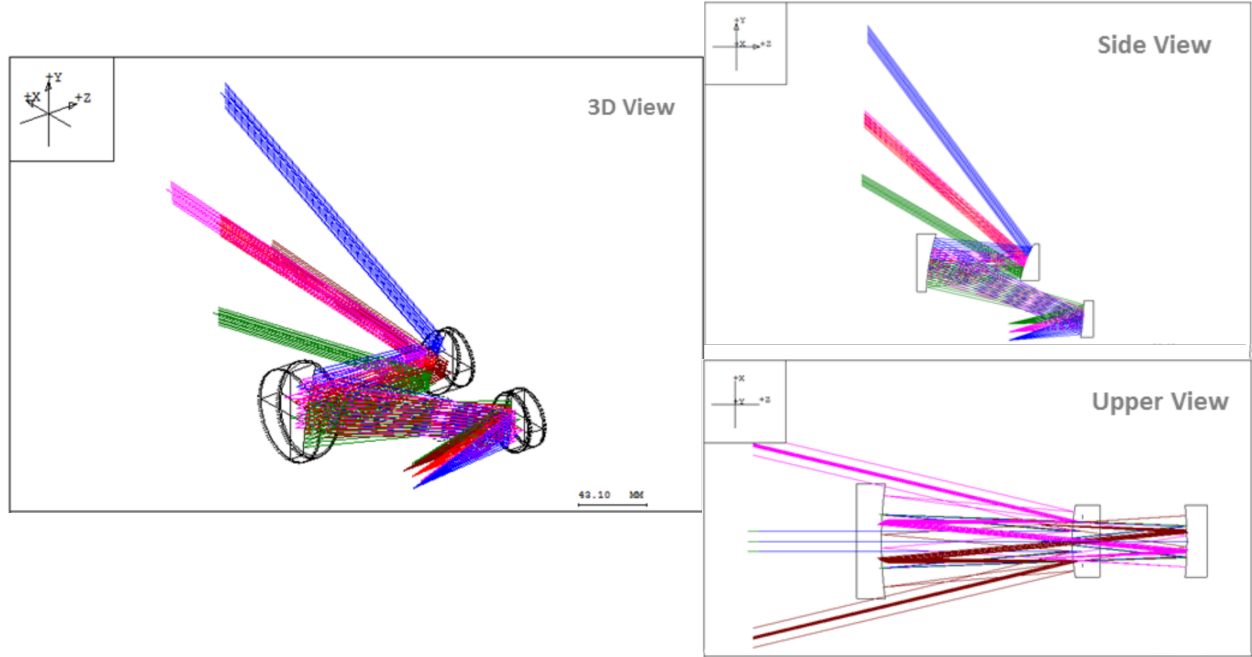 +Y
+X
+Z
3D View
43.10 MM
+Y
+X
+Z
Side View
+X
+Y
+Z
Upper View